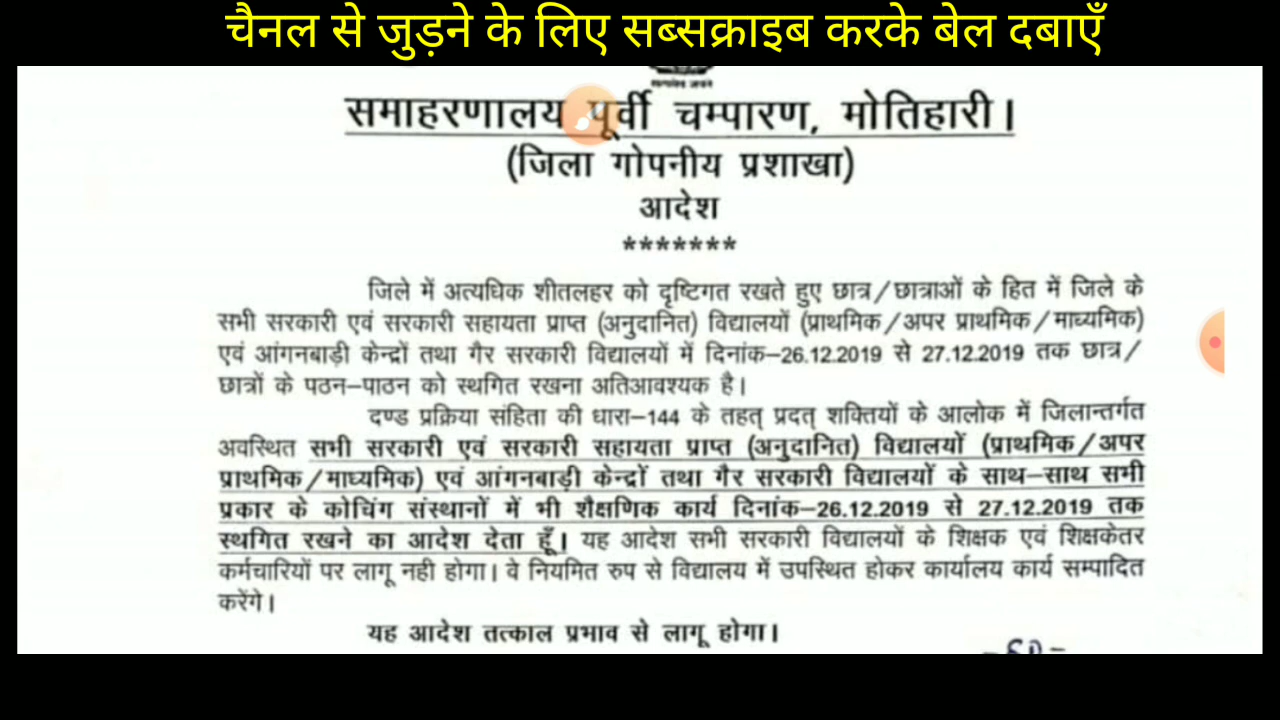 चैनल से जुड़ने के लिए सब्सक्राइब करके बेल दबाएँ
समाहरणालय पूर्वी चम्पारण, मोतिहारी।
(जिला गोपनीय प्रशाखा)
आदेश
*******
जिले में अत्यधिक शीतलहर को दृष्टिगत रखते हुए छात्र/छात्राओं के हित में जिले के
सभी सरकारी एवं सरकारी सहायता प्राप्त (अनुदानित) विद्यालयों (प्राथमिक/अपर प्राथमिक/माध्यमिक)
एवं आंगनबाड़ी केन्द्रों तथा गैर सरकारी विद्यालयों में दिनांक–26.12.2019 से 27.12.2019 तक छात्र/
छात्रों के पठन–पाठन को स्थगित रखना अतिआवश्यक है।
दण्ड प्रक्रिया संहिता की धारा–144 के तहत् प्रदत् शक्तियों के आलोक में जिलान्तर्गत
अवस्थित सभी सरकारी एवं सरकारी सहायता प्राप्त (अनुदानित) विद्यालयों (प्राथमिक/अपर
प्राथमिक/माध्यमिक) एवं आंगनबाड़ी केन्द्रों तथा गैर सरकारी विद्यालयों के साथ–साथ सभी
प्रकार के कोचिंग संस्थानों में भी शैक्षणिक कार्य दिनांक–26.12.2019 से 27.12.2019 तक
स्थगित रखने का आदेश देता हूँ। यह आदेश सभी सरकारी विद्यालयों के शिक्षक एवं शिक्षकेतर
कर्मचारियों पर लागू नही होगा। वे नियमित रुप से विद्यालय में उपस्थित होकर कार्यालय कार्य सम्पादित
करेंगे।
यह आदेश तत्काल प्रभाव से लागू होगा।